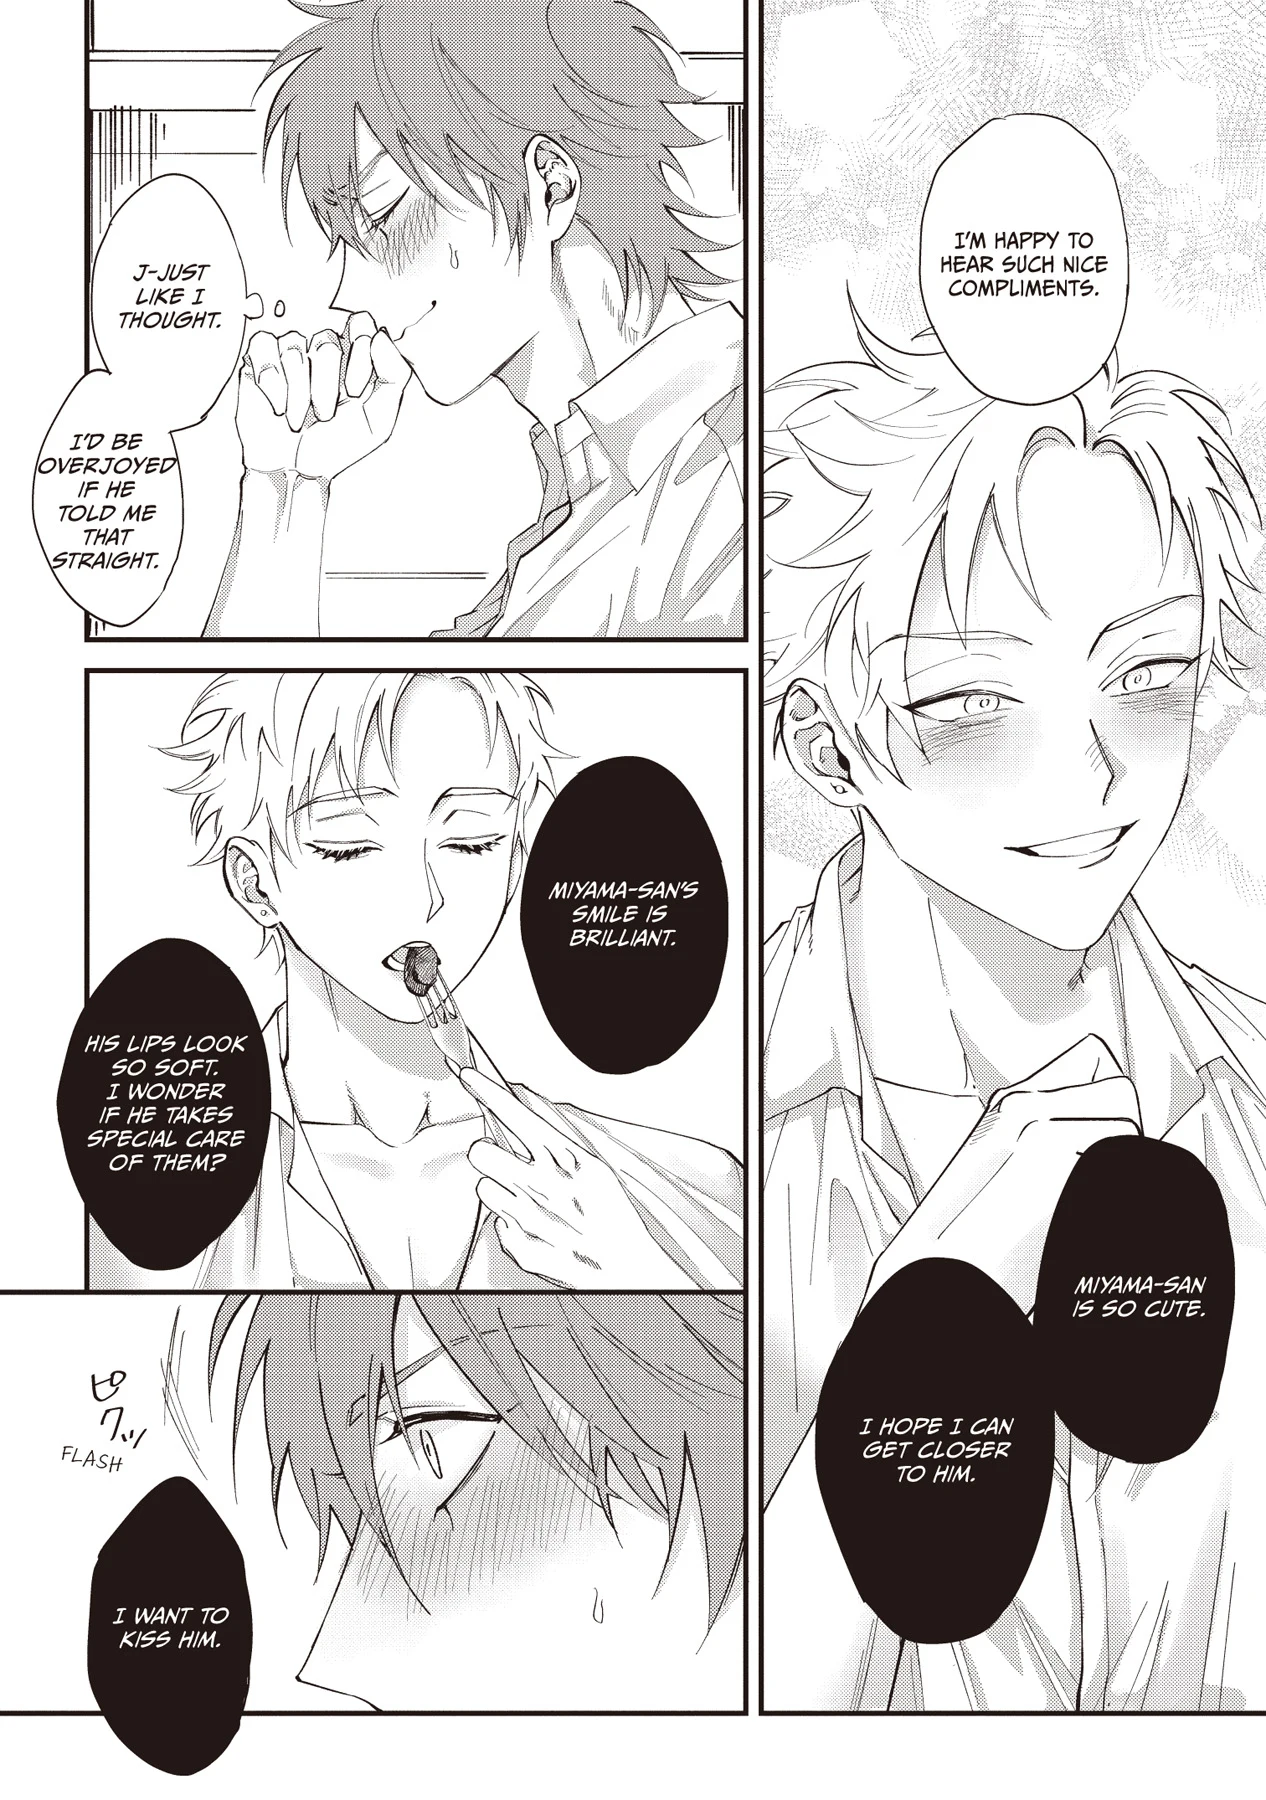 I'M HAPPY TO
HEAR SUCH NICE
COMPLIMENTS.
MIYAMA-SAN
IS SO CUTE.
I HOPE I CAN
GET CLOSER
TO HIM.
J-JUST
LIKE I
THOUGHT.
I'D BE
OVERJOYED
IF HE
TOLD ME
THAT
STRAIGHT.
MIYAMA-SAN'S
SMILE IS
BRILLIANT.
HIS LIPS LOOK
SO SOFT.
I WONDER
IF HE TAKES
SPECIAL CARE
OF THEM?
ピクッ
FLASH
I WANT TO
KISS HIM.